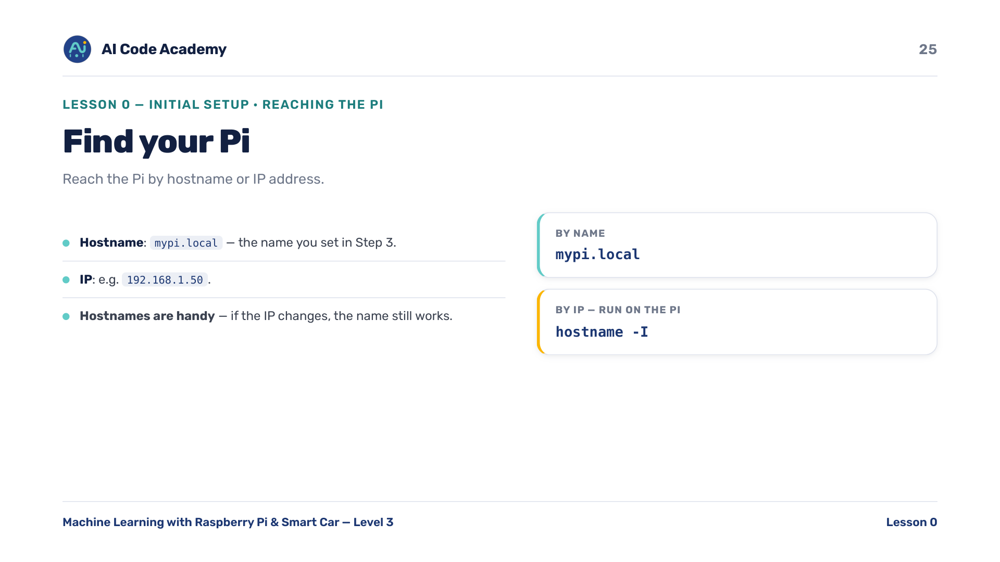 AI Code Academy
25
LESSON 0 — INITIAL SETUP · REACHING THE PI
Find your Pi
Reach the Pi by hostname or IP address.
Hostname: mypi.local — the name you set in Step 3.
IP: e.g. 192.168.1.50.
Hostnames are handy — if the IP changes, the name still works.
BY NAME
mypi.local
BY IP — RUN ON THE PI
hostname -I
Machine Learning with Raspberry Pi & Smart Car — Level 3
Lesson 0